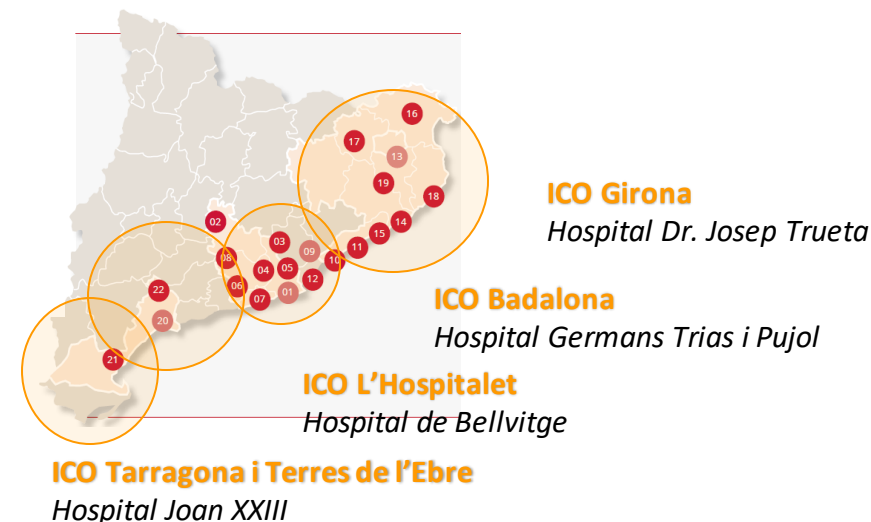 16
17
13
19
18
02
14
15
03
09
11
08
10
04
05
12
06
07
01
22
20
21
ICO Girona
Hospital Dr. Josep Trueta
ICO Badalona
Hospital Germans Trias i Pujol
ICO L’Hospitalet
Hospital de Bellvitge
ICO Tarragona i Terres de l’Ebre
Hospital Joan XXIII